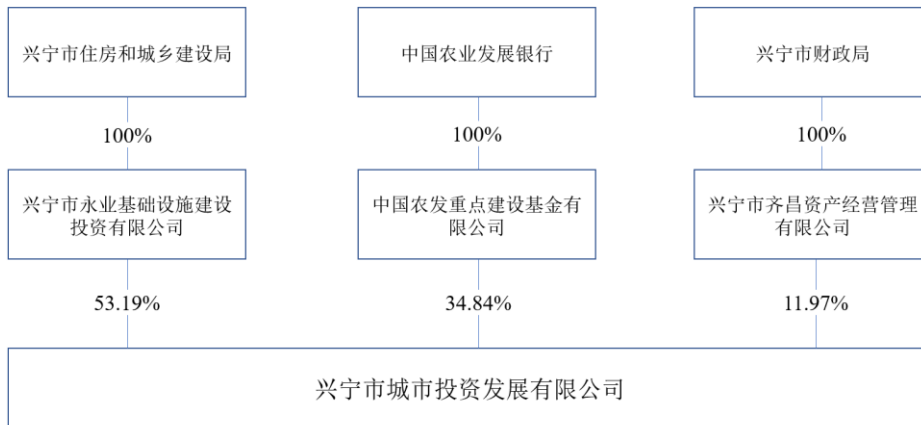 兴宁市住房和城乡建设局
中国农业发展银行
兴宁市财政局
100%
100%
100%
兴宁市永业基础设施建设
投资有限公司
中国农发重点建设基金有
限公司
兴宁市齐昌资产经营管理
有限公司
53.19%
34.84%
11.97%
兴宁市城市投资发展有限公司